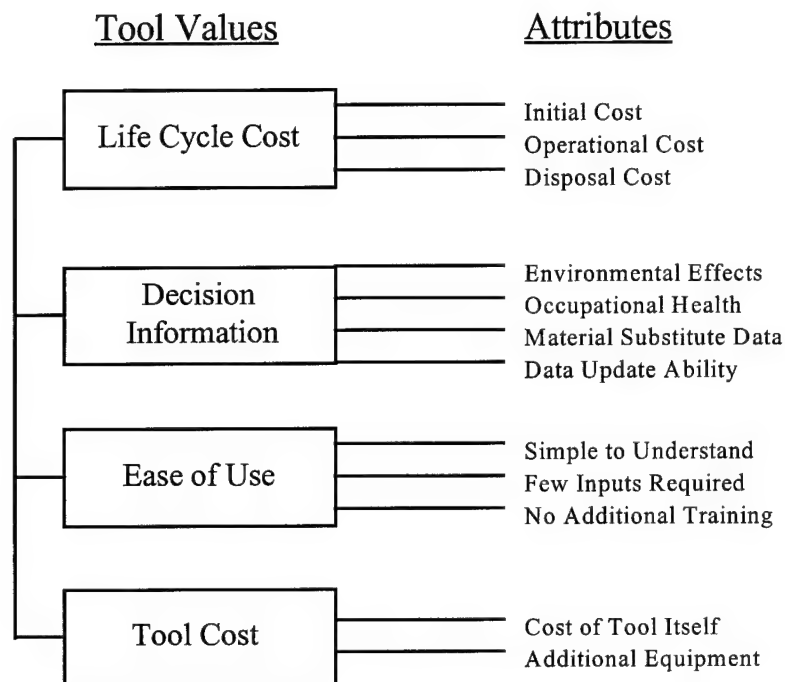 Tool Values
Attributes
Life Cycle Cost
Initial Cost
Operational Cost
Disposal Cost
Decision
Information
Environmental Effects
Occupational Health
Material Substitute Data
Data Update Ability
Ease of Use
Simple to Understand
Few Inputs Required
No Additional Training
Tool Cost
Cost of Tool Itself
Additional Equipment